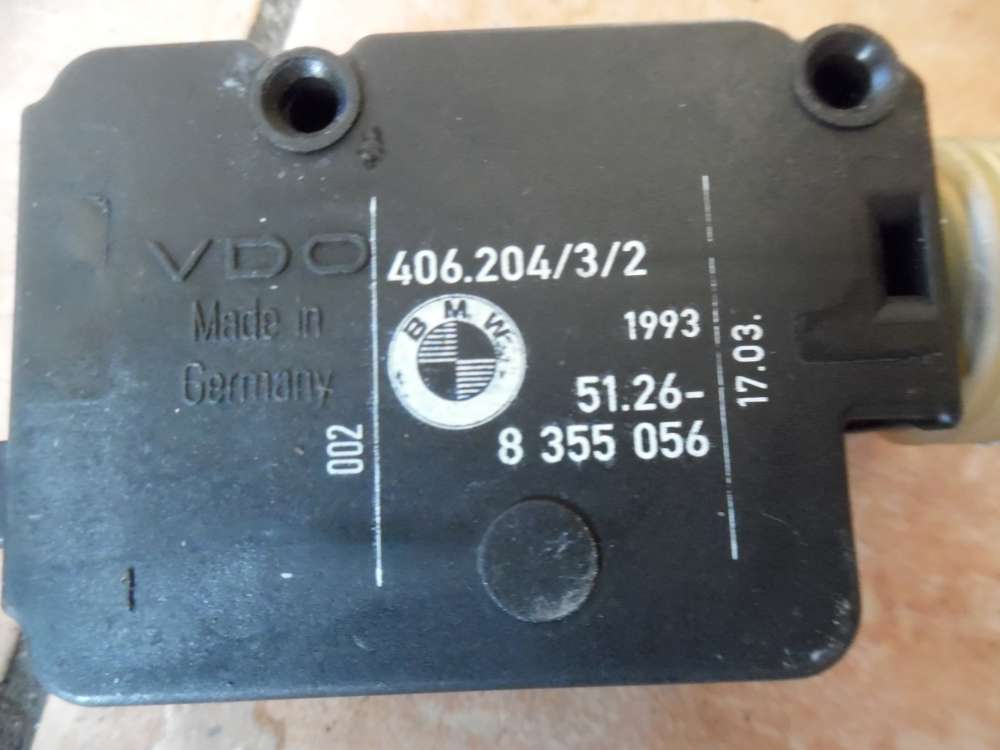 VDO
Made in
Germany
002
406.204/3/2
BMW
1993
51.26-
8 355 056
17.03.
1